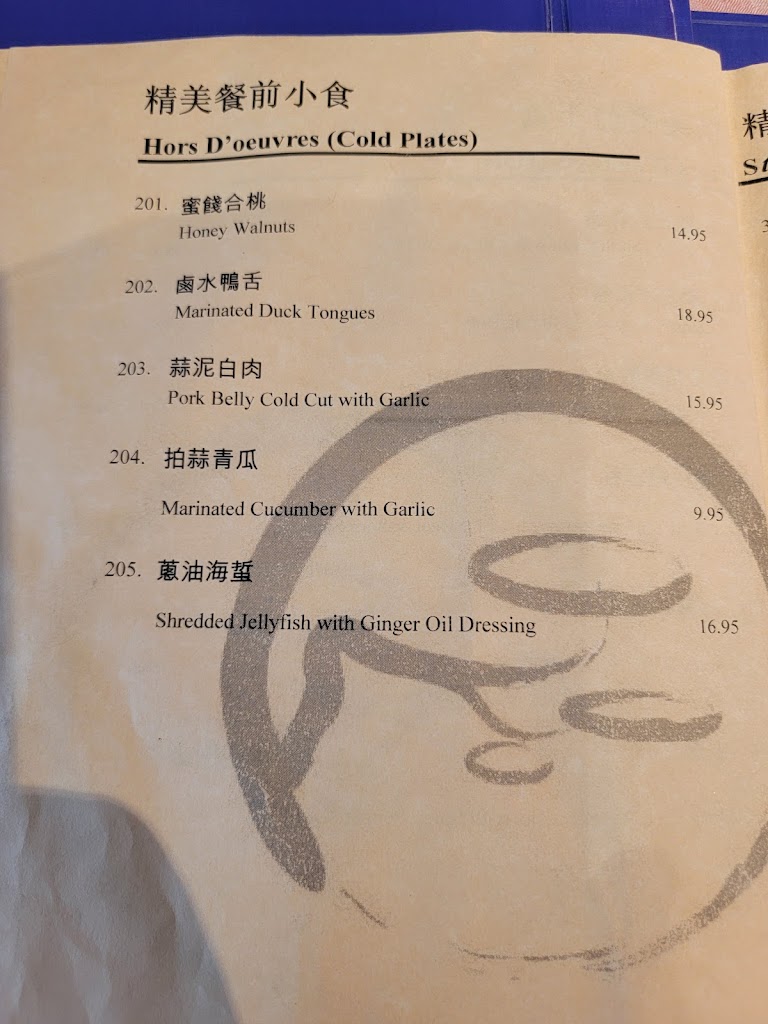 精美餐前小食
Hors D'oeuvres (Cold Plates)
201. 蜜餞合桃
Honey Walnuts 14.95
202. 鹵水鴨舌
Marinated Duck Tongues 18.95
203. 蒜泥白肉
Pork Belly Cold Cut with Garlic 15.95
204. 拍蒜青瓜
Marinated Cucumber with Garlic 9.95
205. 蔥油海蜇
Shredded Jellyfish with Ginger Oil Dressing 16.95
精